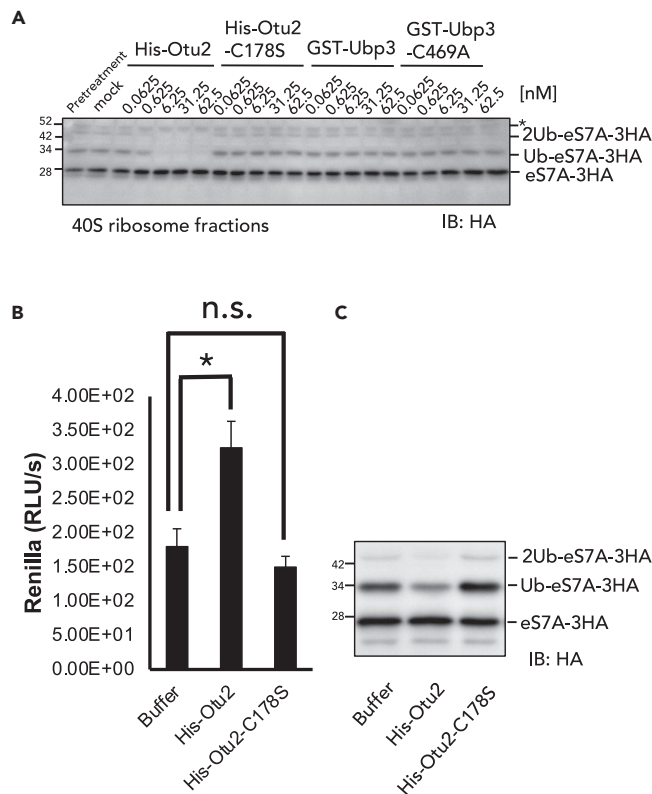 A
His-Otu2
His-Otu2
-C178S
GST-Ubp3
GST-Ubp3
-C469A
Pretreatment
mock
0.0625
0.625
6.25
31.25
62.5
0.0625
0.625
6.25
31.25
62.5
0.0625
0.625
6.25
31.25
62.5
0.0625
0.625
6.25
31.25
62.5
[nM]
52
42
34
28
*
2Ub-eS7A-3HA
Ub-eS7A-3HA
eS7A-3HA
40S ribosome fractions
IB: HA
B
n.s.
*
Renillia (RLU/s)
4.00E+02
3.50E+02
3.00E+02
2.50E+02
2.00E+02
1.50E+02
1.00E+02
5.00E+01
0.00E+00
Buffer
His-Otu2
His-Otu2-C178S
C
42
34
28
2Ub-eS7A-3HA
Ub-eS7A-3HA
eS7A-3HA
IB: HA
Buffer
His-Otu2
His-Otu2-C178S